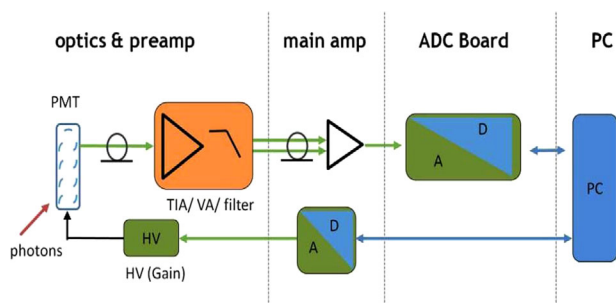 optics & preamp
main amp
ADC Board
PC
PMT
D
A
PC
TIA/ VA/ filter
photons
HV
HV (Gain)
D
A